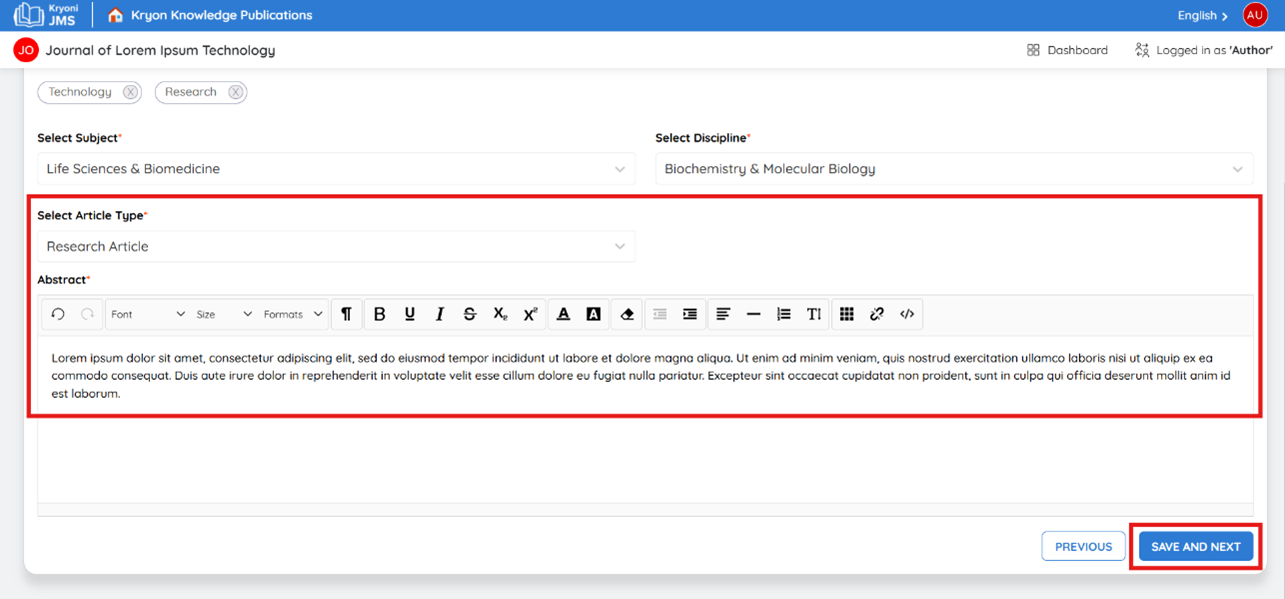 Kryoni
JMS
Kryon Knowledge Publications
English
AU
JO
Journal of Lorem Ipsum Technology
Dashboard
Logged in as 'Author'
Technology
Research
Select Subject*
Select Discipline*
Life Sciences & Biomedicine
Biochemistry & Molecular Biology
Select Article Type*
Research Article
Abstract*
Font Size Formats
Lorem ipsum dolor sit amet, consectetur adipiscing elit, sed do eiusmod tempor incididunt ut labore et dolore magna aliqua. Ut enim ad minim veniam, quis nostrud exercitation ullamco laboris nisi ut aliquip ex ea
commodo consequat. Duis aute irure dolor in reprehenderit in voluptate velit esse cillum dolore eu fugiat nulla pariatur. Excepteur sint occaecat cupidatat non proident, sunt in culpa qui officia deserunt mollit anim id
est laborum.
PREVIOUS
SAVE AND NEXT